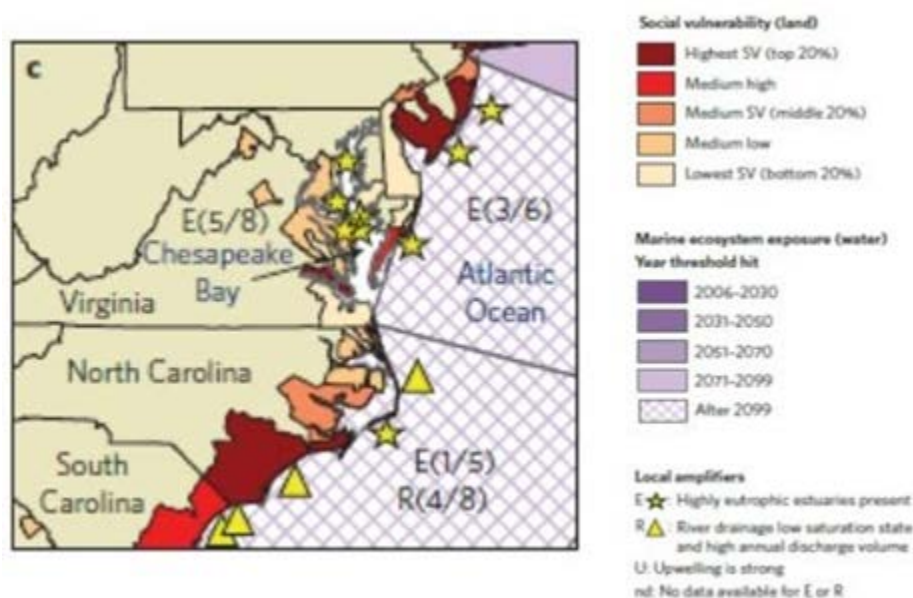 c
E(5/8)
Chesapeake
Bay
Virginia
E(3/6)
Atlantic
Ocean
North Carolina
South
Carolina
E(1/5)
R(4/8)
Social vulnerability (land)
Highest SV (top 20%)
Medium high
Medium SV (middle 20%)
Medium low
Lowest SV (bottom 20%)
Marine ecosystem exposure (water)
Year threshold hit
2006–2030
2031–2050
2051–2070
2071–2099
After 2099
Local amplifiers
E : Highly eutrophic estuaries present
R : River drainage low saturation state
and high annual discharge volume
U: Upwelling is strong
nd: No data available for E or R